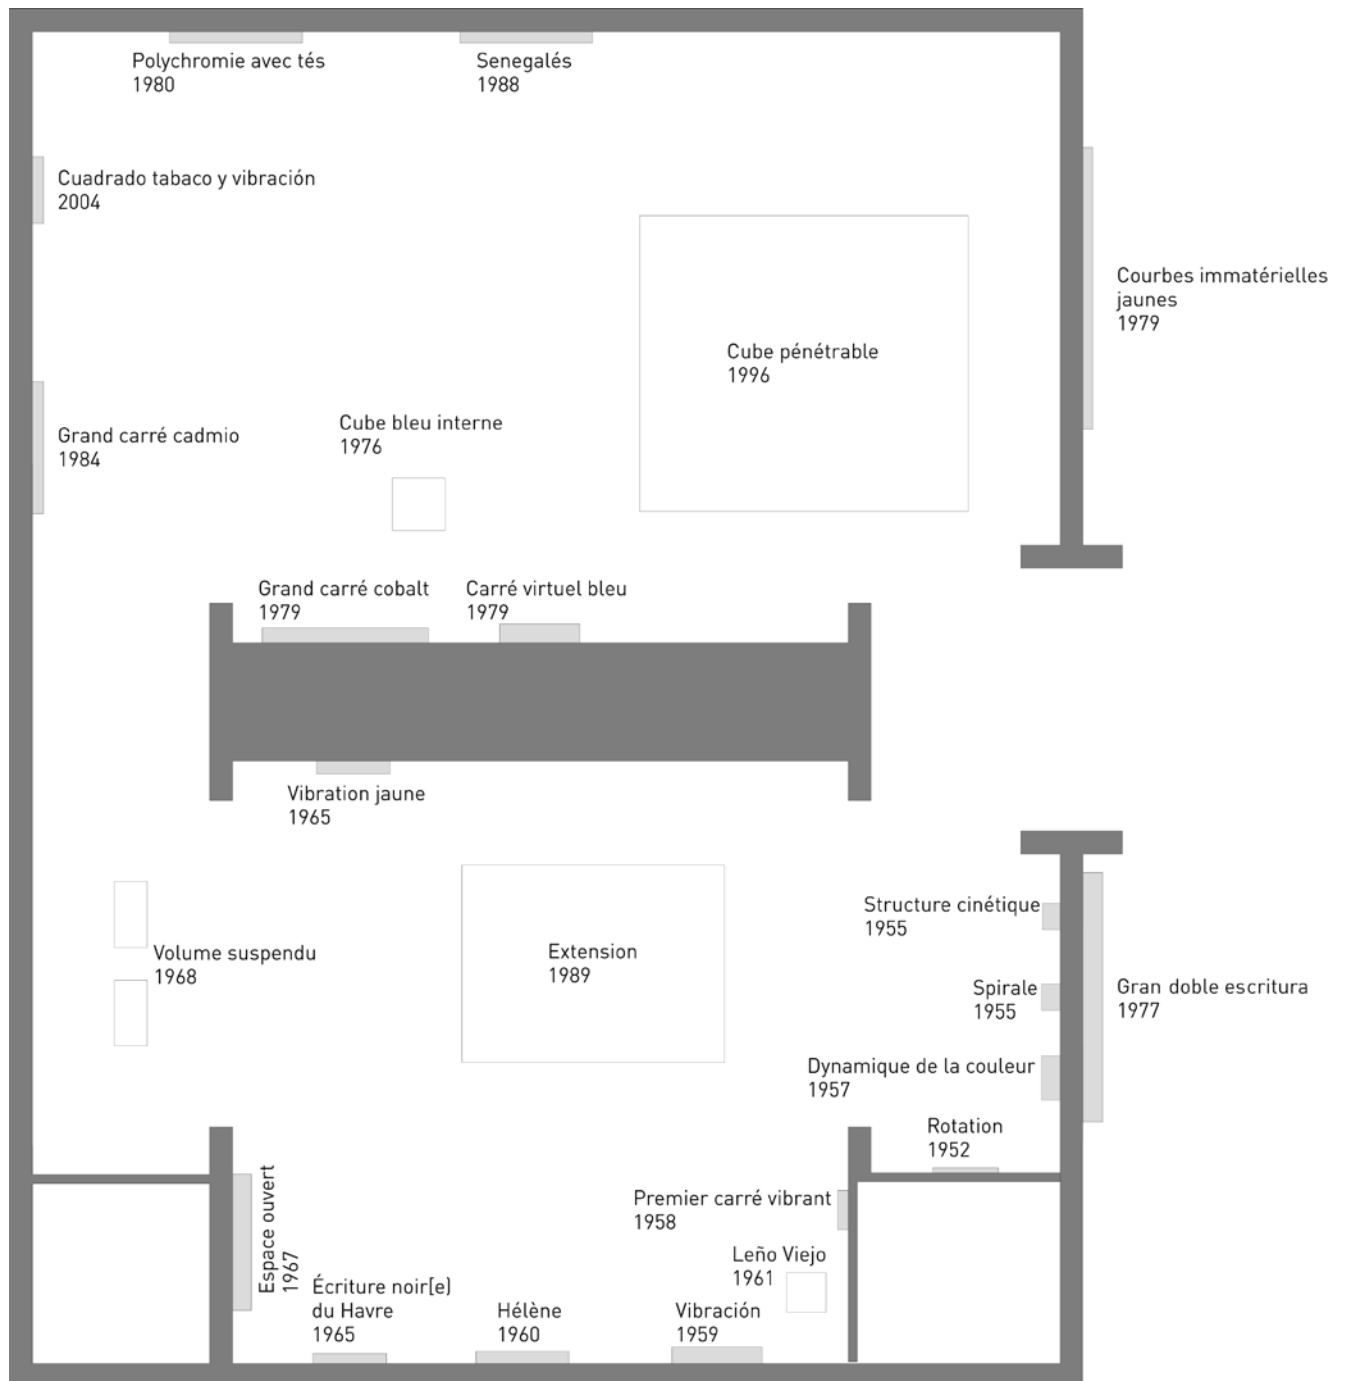 Polychromie avec tés
1980
Senegalés
1988
Cuadrado tabaco y vibración
2004
Courbes immatérielles
jaunes
1979
Cube pénétrable
1996
Cube bleu interne
1976
Grand carré cadmio
1984
Grand carré cobalt
1979
Carré virtuel bleu
1979
Vibration jaune
1965
Structure cinétique
1955
Volume suspendu
1968
Extension
1989
Spirale
1955
Gran doble escritura
1977
Dynamique de la couleur
1957
Rotation
1952
Espace ouvert
1967
Premier carré vibrant
1958
Leño Viejo
1961
Écriture noir[e]
du Havre
1965
Hélène
1960
Vibración
1959